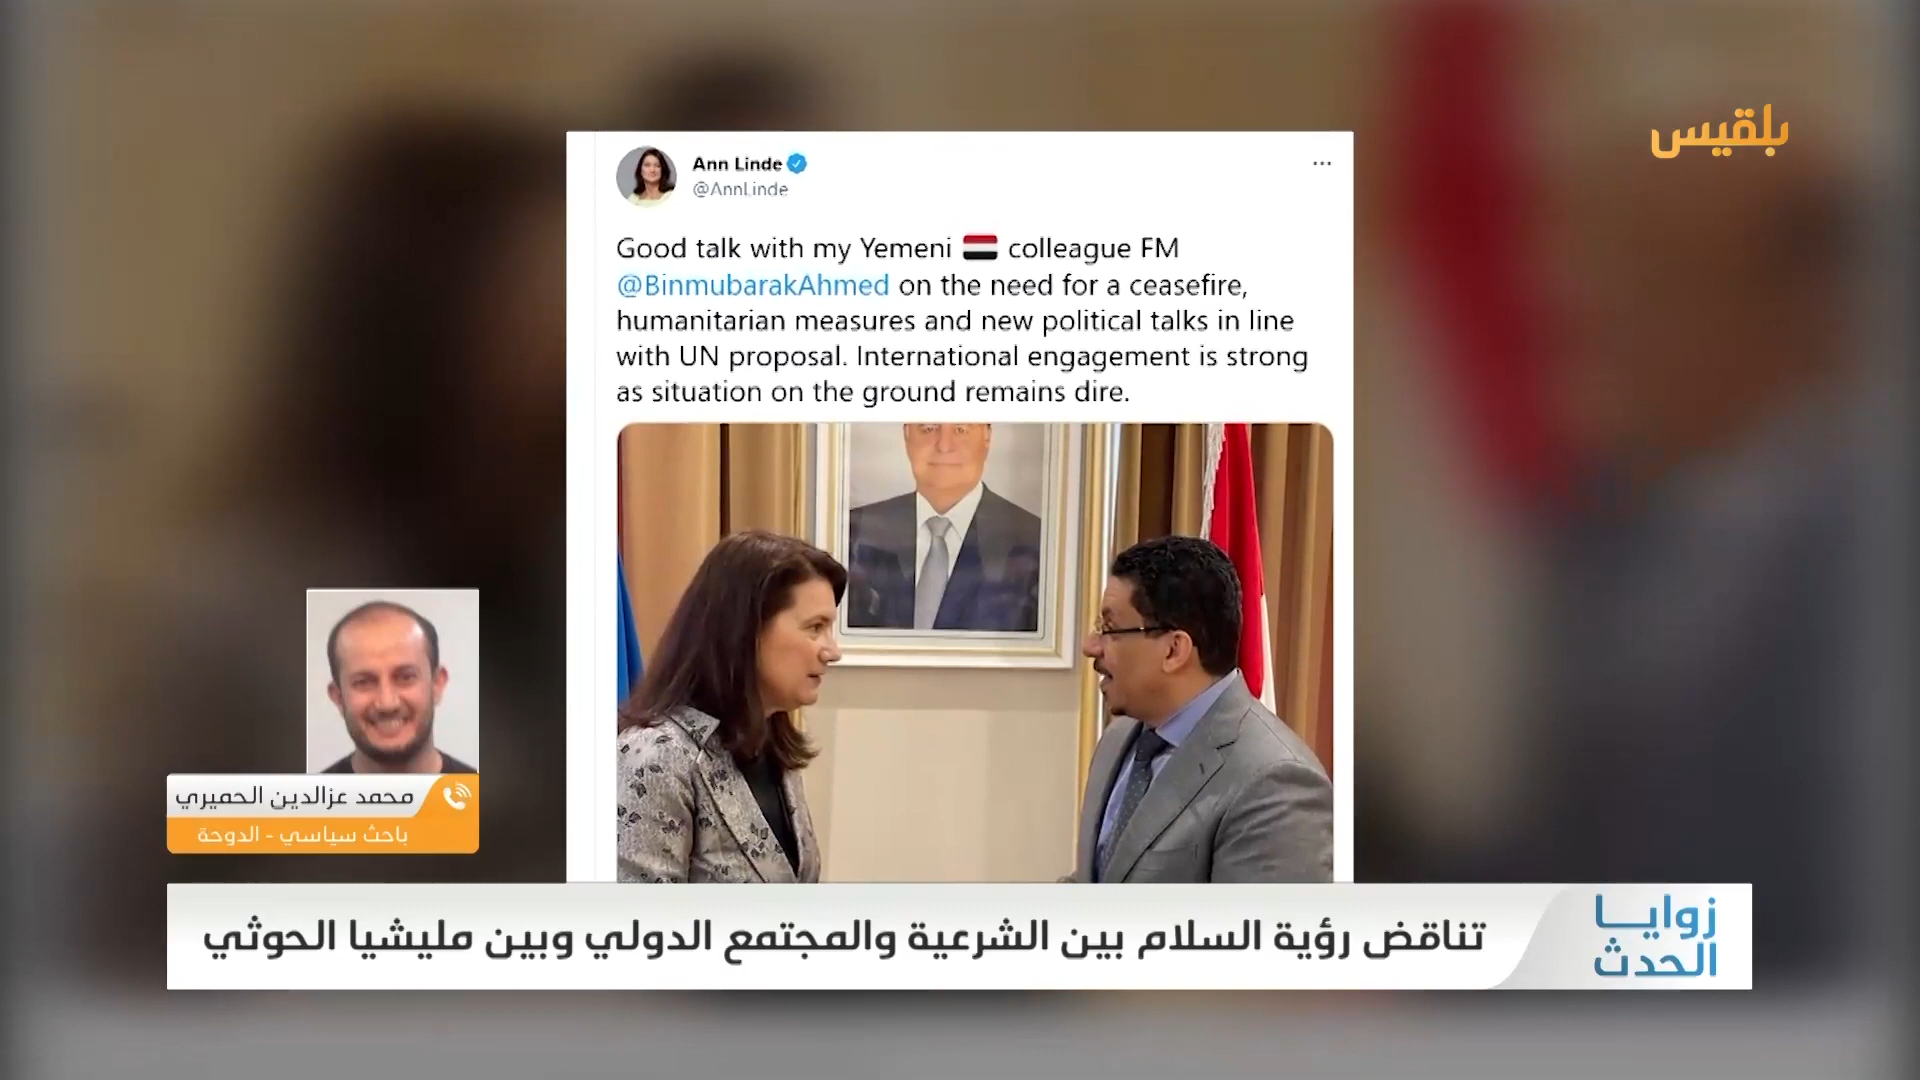 بلقيس
Ann Linde
@AnnLinde
Good talk with my Yemeni 🇾🇪 colleague FM
@BinmubarakAhmed on the need for a ceasefire,
humanitarian measures and new political talks in line
with UN proposal. International engagement is strong
as situation on the ground remains dire.
محمد عزالدين الحميري
باحث سياسي - الدوحة
زوايا
الحدث
تناقض رؤية السلام بين الشرعية والمجتمع الدولي وبين مليشيا الحوثي